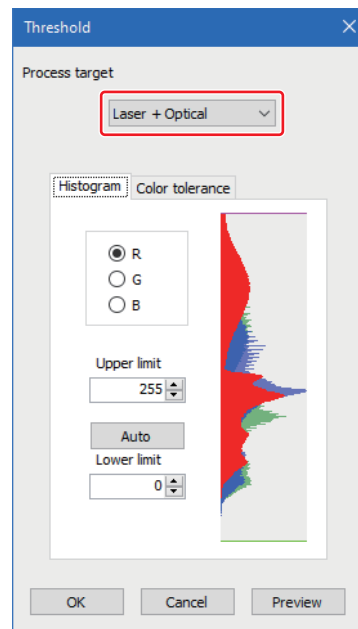 Threshold
Process target
Laser + Optical
Histogram Color tolerance
R
G
B
Upper limit
255
Auto
Lower limit
0
OK Cancel Preview